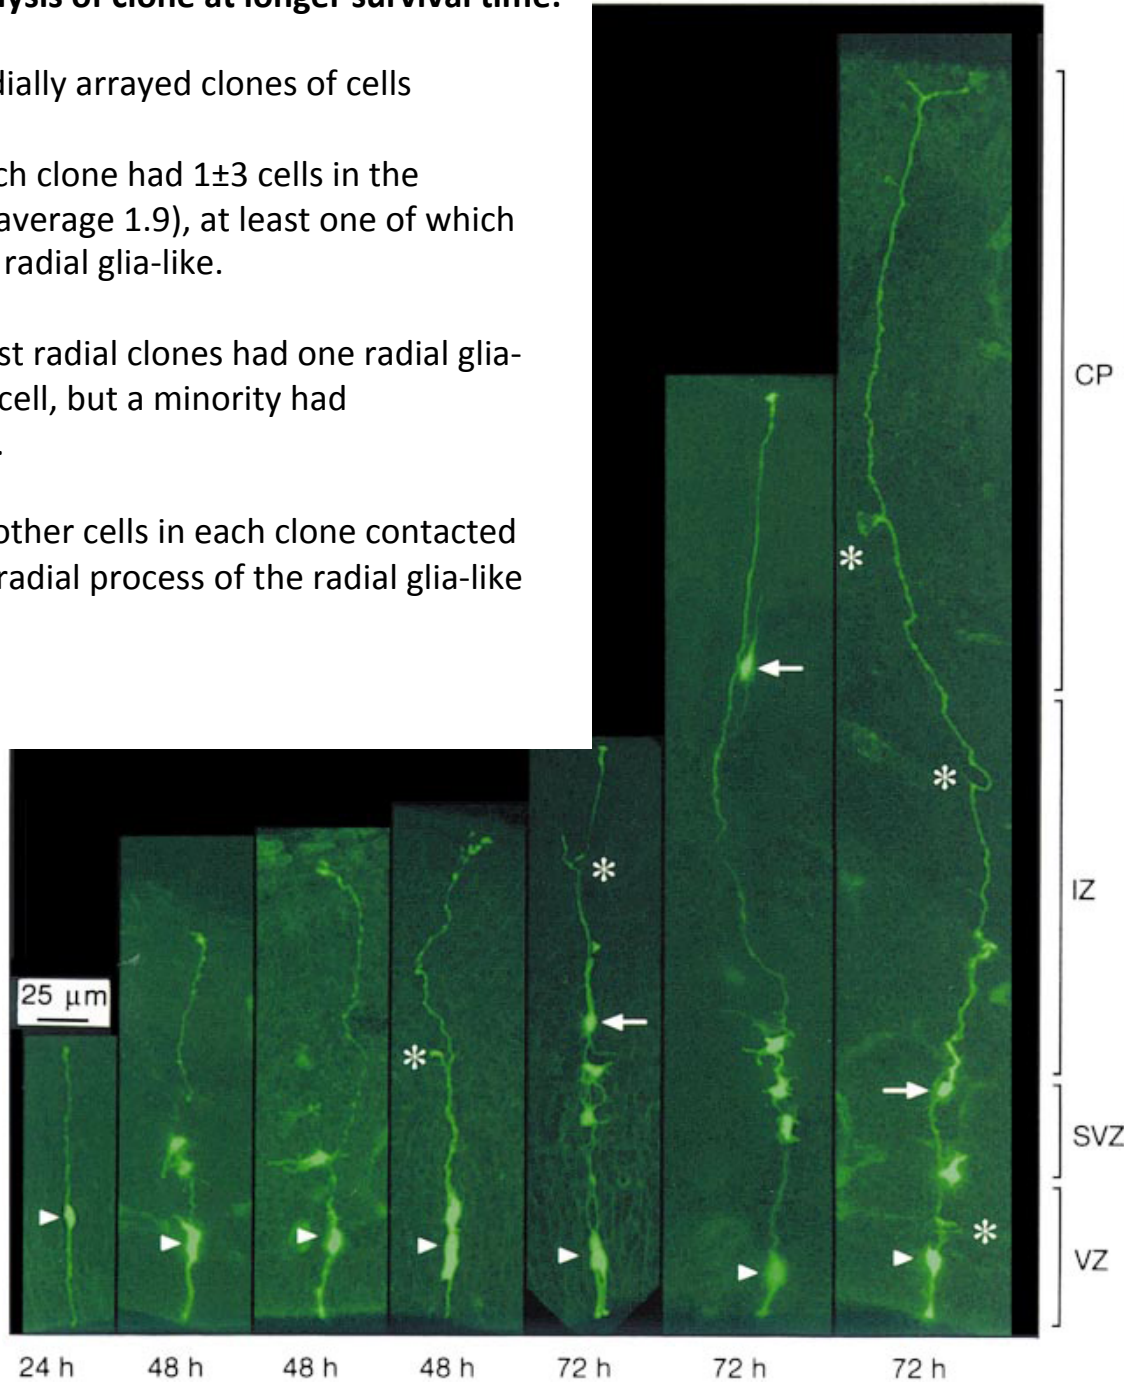 ysis of clone at longer survival time:
dially arrayed clones of cells
ch clone had 1±3 cells in the
average 1.9), at least one of which
radial glia-like.
st radial clones had one radial glia-
cell, but a minority had
.
other cells in each clone contacted
radial process of the radial glia-like
CP
*
*
IZ
*
25 μm
*
SVZ
*
VZ
24 h 48 h 48 h 48 h 72 h 72 h 72 h